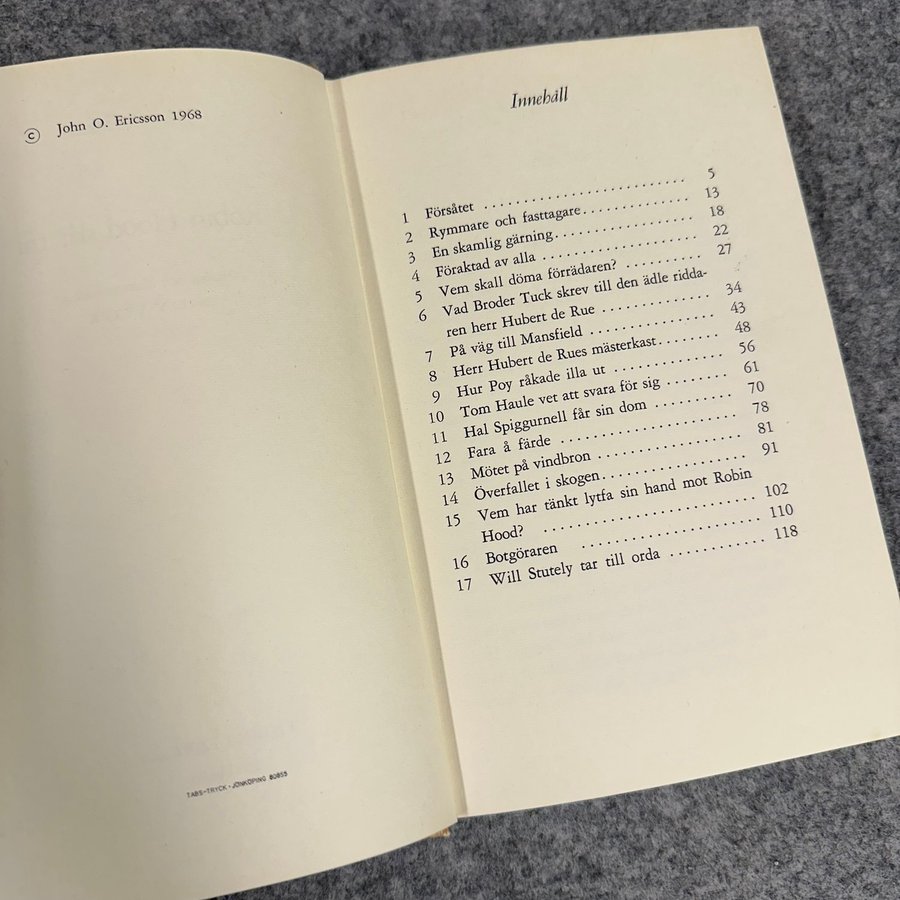 © John O. Ericsson 1968
TABS-TRYCK · JÖNKÖPING 80859
Innehåll
1 Försåtet .......................... 5
2 Rymmare och fasttagare .............. 13
3 En skamlig gärning .................. 18
4 Föraktad av alla .................... 22
5 Vem skall döma förrädaren? .......... 27
6 Vad Broder Tuck skrev till den ädle ridda-
ren herr Hubert de Rue .............. 34
7 På väg till Mansfield ............... 43
8 Herr Hubert de Rues mästerkast ........ 48
9 Hur Poy råkade illa ut .............. 56
10 Tom Haule vet att svara för sig ........ 61
11 Hal Spiggurnell får sin dom .......... 70
12 Fara å färde ....................... 78
13 Mötet på vindbron .................. 81
14 Överfallet i skogen .................. 91
15 Vem har tänkt lytfa sin hand mot Robin
Hood? ............................ 102
16 Botgöraren ....................... 110
17 Will Stutely tar till orda ............ 118